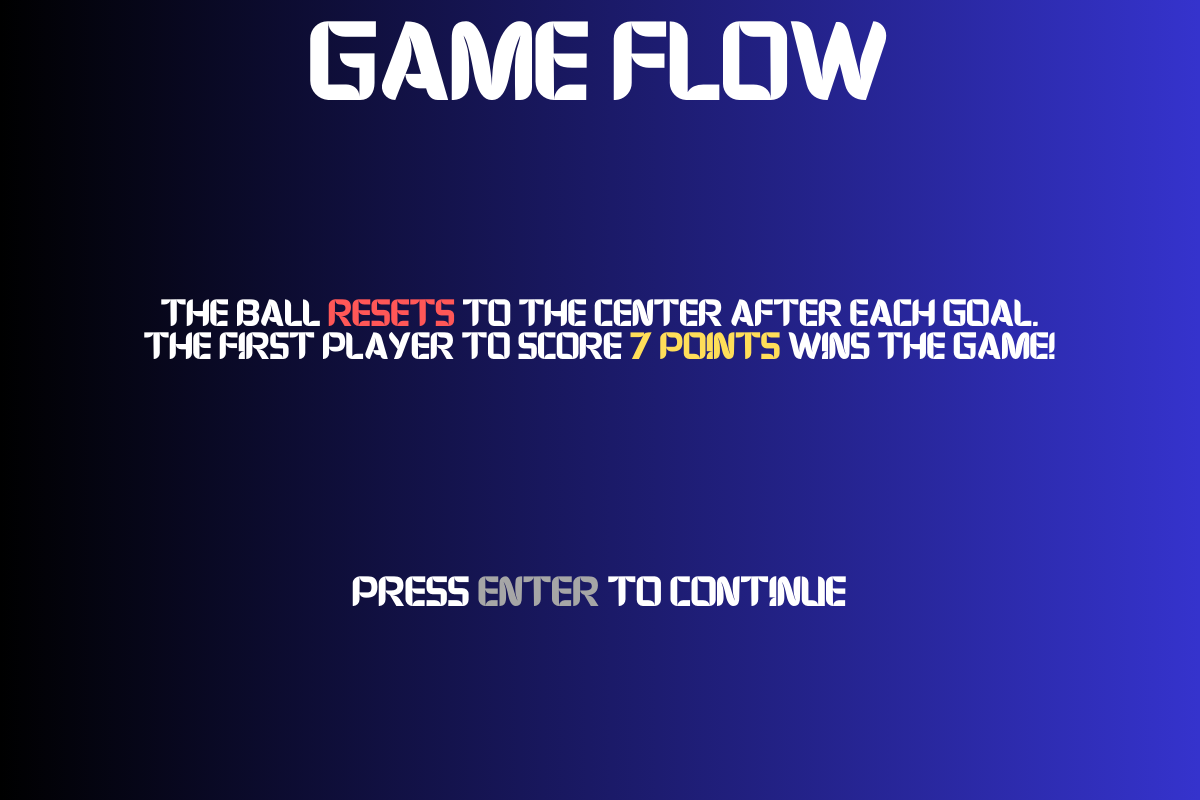 GAME FLOW
THE BALL RESETS TO THE CENTER AFTER EACH GOAL.
THE FIRST PLAYER TO SCORE 7 POINTS WINS THE GAME!
PRESS ENTER TO CONTINUE